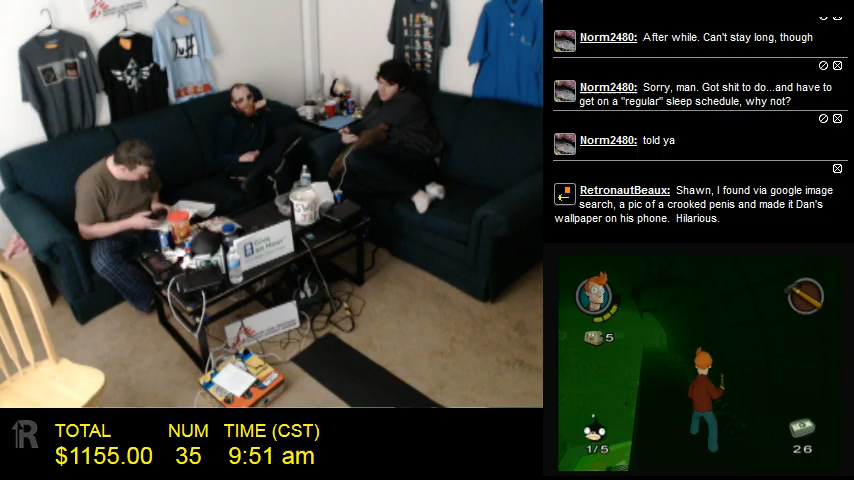 Norm2480: After while. Can't stay long, though
Norm2480: Sorry, man. Got shit to do...and have to
get on a "regular" sleep schedule, why not?
Norm2480: told ya
RetronautBeaux: Shawn, I found via google image
search, a pic of a crooked penis and made it Dan's
wallpaper on his phone. Hilarious.
Give
an Hour
5
1/5
26
R
TOTAL NUM TIME (CST)
$1155.00 35 9:51 am